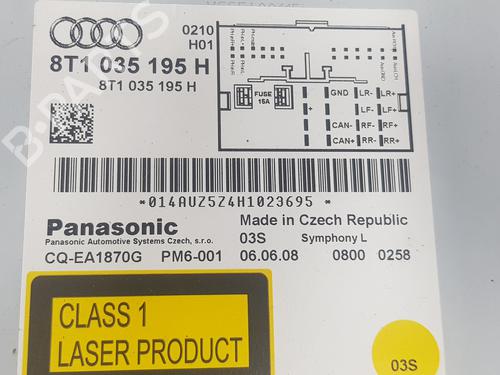 0210
H01
8T1 035 195 H
8T1 035 195 H
FUSE
15A
GND LR- LR+
+ LF- LF+
CAN- RF- RF+
CAN+ RR- RR+
B-PARTS
*014AUZ5Z4H1023695*
Panasonic
Made in Czech Republic
Panasonic Automotive Systems Czech, s.r.o.
03S Symphony L
CQ-EA1870G PM6-001 06.06.08 0800 0258
CLASS 1
LASER PRODUCT
03S